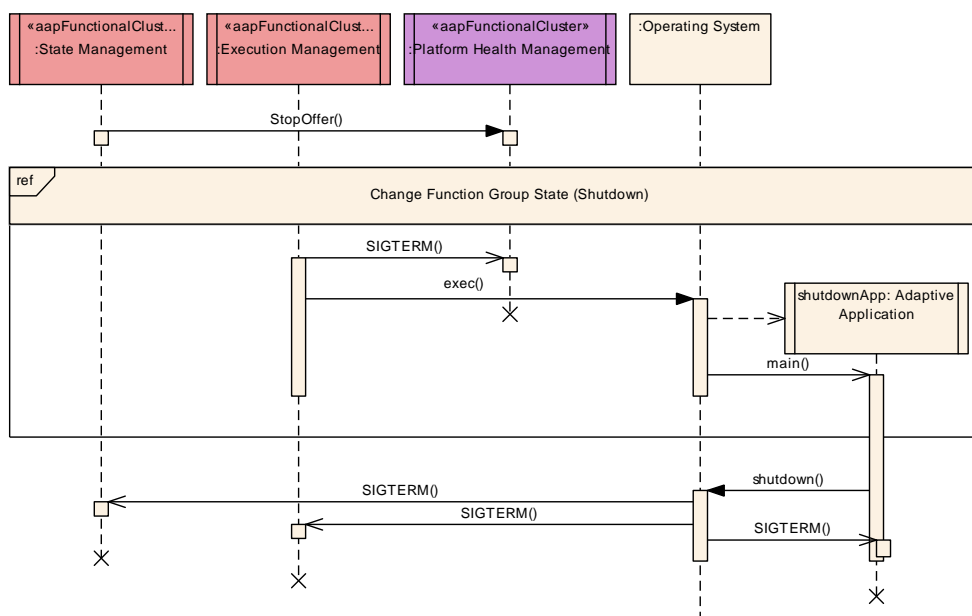 «aapFunctionalClust...
:State Management
«aapFunctionalClust...
:Execution Management
«aapFunctionalCluster»
:Platform Health Management
:Operating System
StopOffer()
ref
Change Function Group State (Shutdown)
SIGTERM()
exec()
shutdownApp: Adaptive
Application
main()
shutdown()
SIGTERM()
SIGTERM()
SIGTERM()